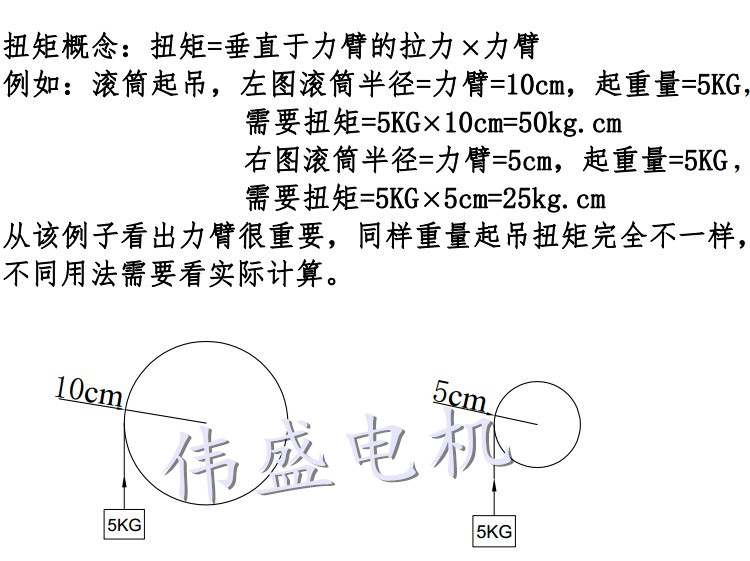 扭矩概念：扭矩=垂直于力臂的拉力×力臂
例如：滚筒起吊，左图滚筒半径=力臂=10cm，起重量=5KG，
需要扭矩=5KG×10cm=50kg.cm
右图滚筒半径=力臂=5cm，起重量=5KG，
需要扭矩=5KG×5cm=25kg.cm
从该例子看出力臂很重要，同样重量起吊扭矩完全不一样，
不同用法需要看实际计算。
10cm
5cm
伟盛电机
5KG
5KG